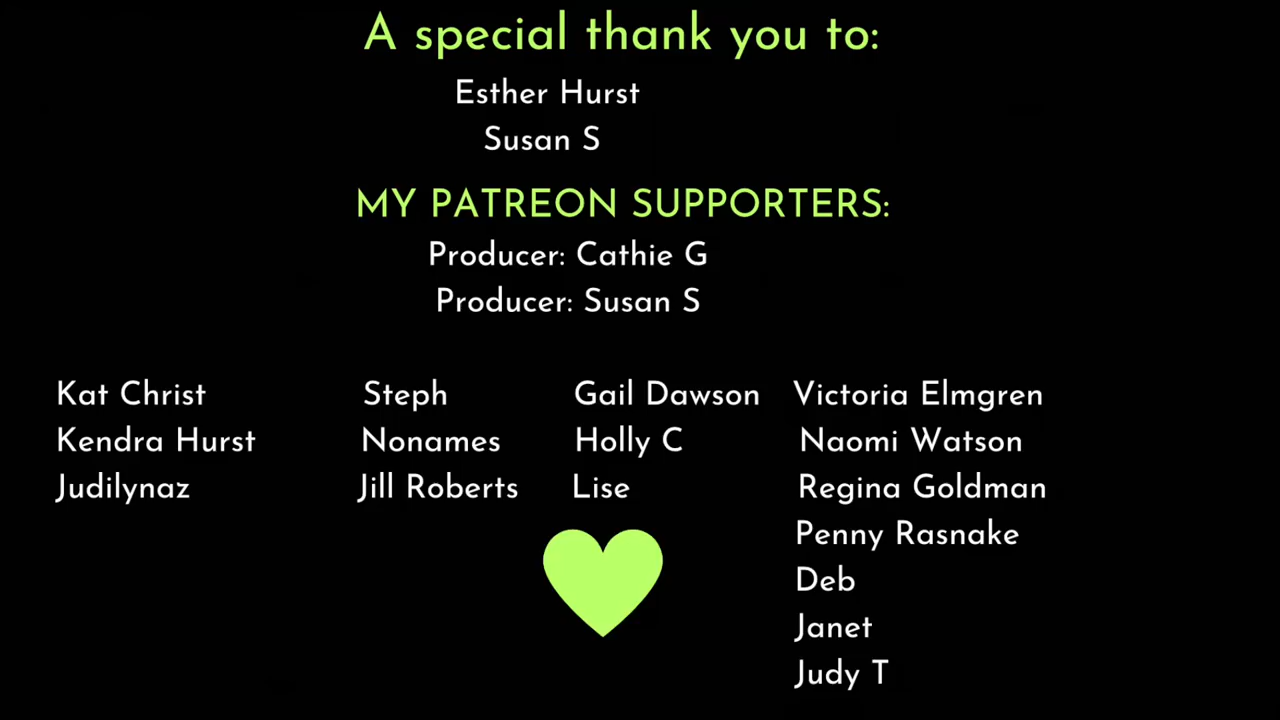 A special thank you to:
Esther Hurst
Susan S
MY PATREON SUPPORTERS:
Producer: Cathie G
Producer: Susan S
Kat Christ
Kendra Hurst
Judilynaz
Steph
Nonames
Jill Roberts
Gail Dawson
Holly C
Lise
Victoria Elmgren
Naomi Watson
Regina Goldman
Penny Rasnake
Deb
Janet
Judy T